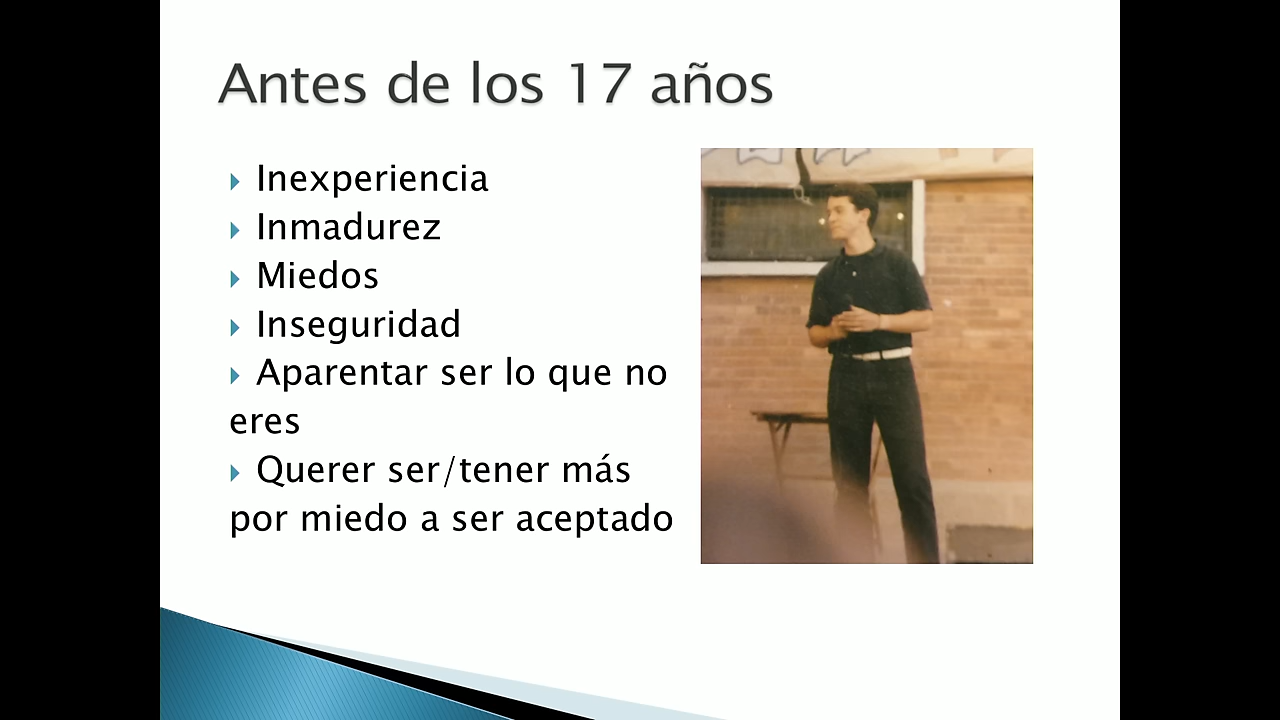 Antes de los 17 años
Inexperiencia
Inmadurez
Miedos
Inseguridad
Aparentar ser lo que no
eres
Querer ser/tener más
por miedo a ser aceptado